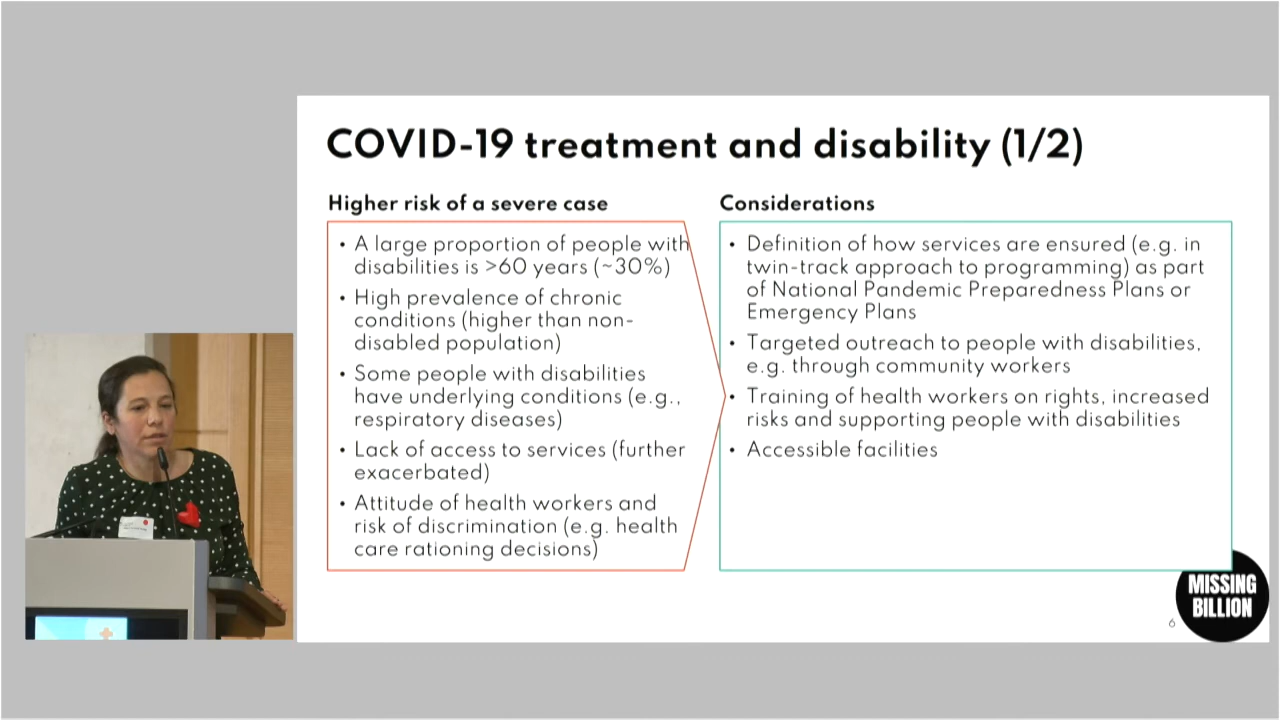 COVID-19 treatment and disability (1/2)
Higher risk of a severe case
• A large proportion of people with
disabilities is >60 years (~30%)
• High prevalence of chronic
conditions (higher than non-
disabled population)
• Some people with disabilities
have underlying conditions (e.g.,
respiratory diseases)
• Lack of access to services (further
exacerbated)
• Attitude of health workers and
risk of discrimination (e.g. health
care rationing decisions)
Considerations
• Definition of how services are ensured (e.g. in
twin-track approach to programming) as part
of National Pandemic Preparedness Plans or
Emergency Plans
• Targeted outreach to people with disabilities,
e.g. through community workers
• Training of health workers on rights, increased
risks and supporting people with disabilities
• Accessible facilities
MISSING
BILLION
6